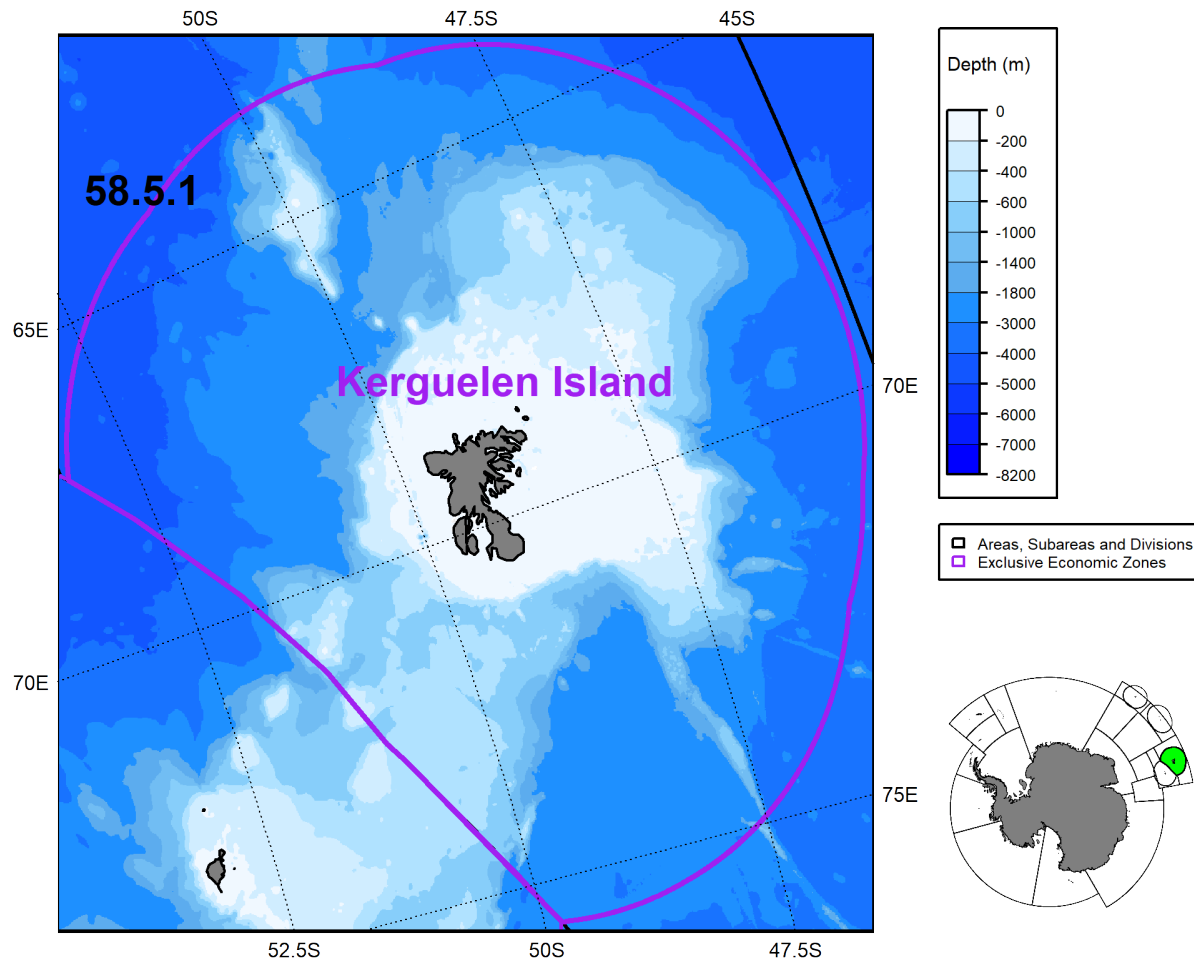 50S
47.5S
45S
58.5.1
65E
Kerguelen Island
70E
70E
75E
52.5S
50S
47.5S
Depth (m)
0
-200
-400
-600
-1000
-1400
-1800
-3000
-4000
-5000
-6000
-7000
-8200
Areas, Subareas and Divisions
Exclusive Economic Zones